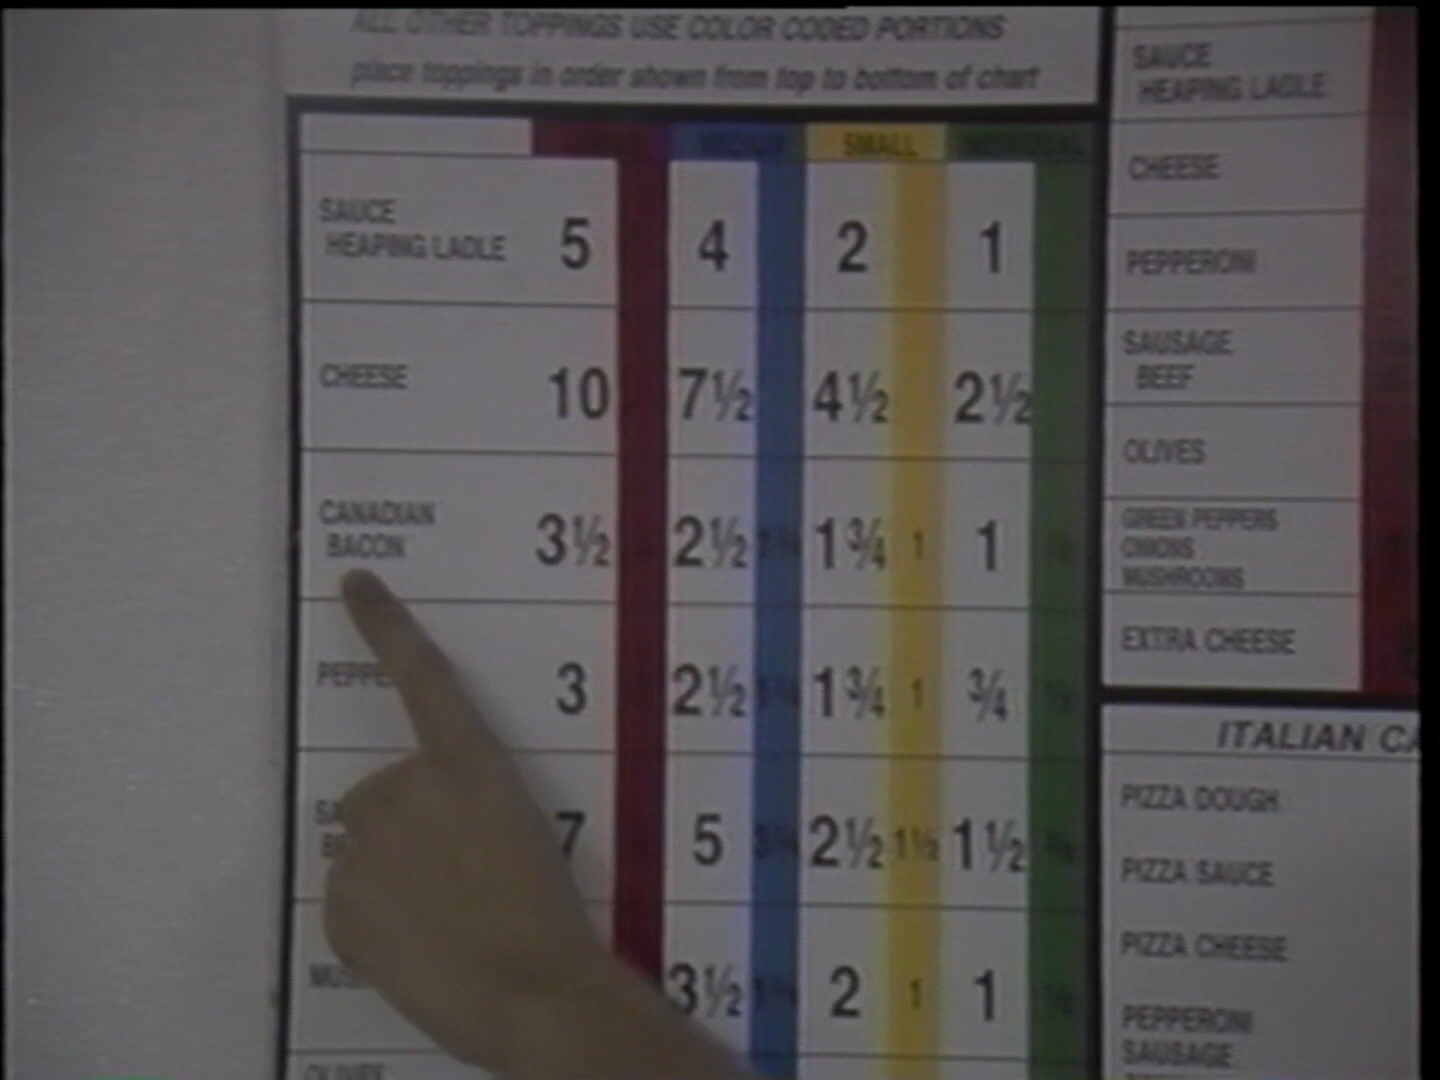 ALL OTHER TOPPINGS USE COLOR CODED PORTIONS
place toppings in order shown from top to bottom of chart
MEDIUM SMALL INDIVIDUAL
SAUCE
HEAPING LADLE 5 4 2 1
CHEESE 10 7½ 4½ 2½
CANADIAN
BACON 3½ 2½ 1¾ 1 1
3 2½ 1¾ 1 ¾
7 5 2½ 1½ 1½
3½ 2 1 1
OLIVES
SAUCE
HEAPING LADLE
CHEESE
PEPPERONI
SAUSAGE
BEEF
OLIVES
GREEN PEPPERS
ONIONS
MUSHROOMS
EXTRA CHEESE
ITALIAN
PIZZA DOUGH
PIZZA SAUCE
PIZZA CHEESE
PEPPERONI
SAUSAGE